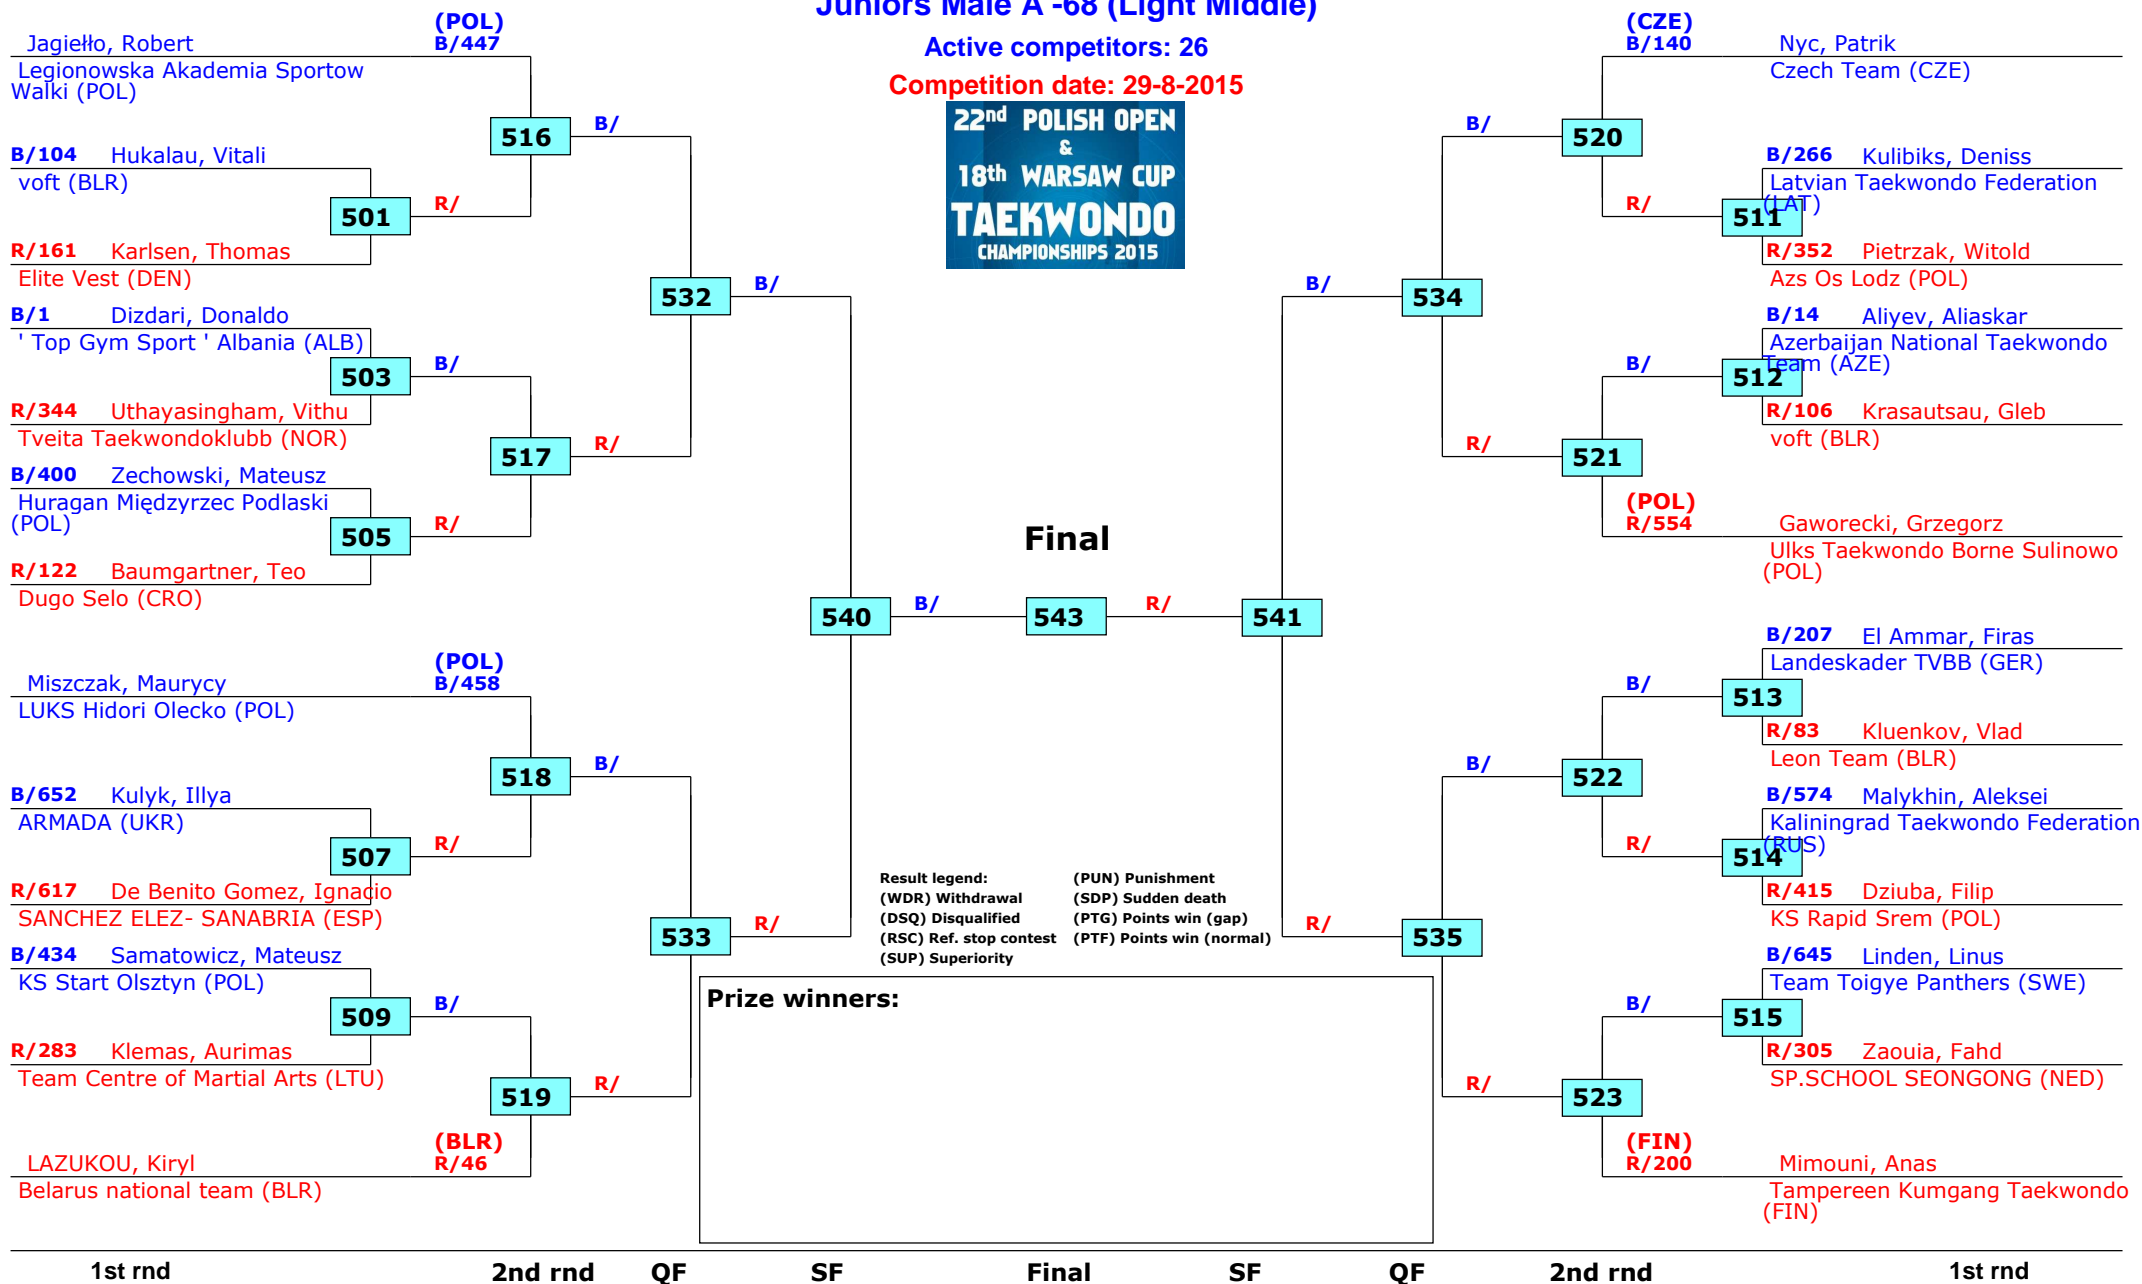 Juniors Male A -68 (Light Middle)
Active competitors: 26
Competition date: 29-8-2015
22nd POLISH OPEN
&
18th WARSAW CUP
TAEKWONDO
CHAMPIONSHIPS 2015
(POL)
Jagiełło, Robert B/447
Legionowska Akademia Sportow
Walki (POL)
516
B/
B/104 Hukalau, Vitali
voft (BLR)
501
R/
R/161 Karlsen, Thomas
Elite Vest (DEN)
532
B/
B/1 Dizdari, Donaldo
' Top Gym Sport ' Albania (ALB)
503
B/
R/344 Uthayasingham, Vithu
Tveita Taekwondoklubb (NOR)
517
R/
B/400 Zechowski, Mateusz
Huragan Międzyrzec Podlaski
(POL)
505
R/
R/122 Baumgartner, Teo
Dugo Selo (CRO)
540
B/
(POL)
Miszczak, Maurycy B/458
LUKS Hidori Olecko (POL)
518
B/
B/652 Kulyk, Illya
ARMADA (UKR)
507
R/
R/617 De Benito Gomez, Ignacio
SANCHEZ ELEZ- SANABRIA (ESP)
533
R/
B/434 Samatowicz, Mateusz
KS Start Olsztyn (POL)
509
B/
R/283 Klemas, Aurimas
Team Centre of Martial Arts (LTU)
519
R/
(BLR)
LAZUKOU, Kiryl R/46
Belarus national team (BLR)
Final
543
R/
541
(CZE)
B/140 Nyc, Patrik
Czech Team (CZE)
B/
520
B/266 Kulibiks, Deniss
Latvian Taekwondo Federation
(LAT)
R/
511
R/352 Pietrzak, Witold
Azs Os Lodz (POL)
B/
534
B/14 Aliyev, Aliaskar
Azerbaijan National Taekwondo
Team (AZE)
B/
512
R/106 Krasautsau, Gleb
voft (BLR)
R/
521
(POL)
R/554 Gaworecki, Grzegorz
Ulks Taekwondo Borne Sulinowo
(POL)
B/207 El Ammar, Firas
Landeskader TVBB (GER)
B/
513
R/83 Kluenkov, Vlad
Leon Team (BLR)
B/
522
B/574 Malykhin, Aleksei
Kaliningrad Taekwondo Federation
(RUS)
R/
514
R/415 Dziuba, Filip
KS Rapid Srem (POL)
R/
535
B/645 Linden, Linus
Team Toigye Panthers (SWE)
B/
515
R/305 Zaouia, Fahd
SP.SCHOOL SEONGONG (NED)
R/
523
(FIN)
R/200 Mimouni, Anas
Tampereen Kumgang Taekwondo
(FIN)
Result legend: (PUN) Punishment
(WDR) Withdrawal (SDP) Sudden death
(DSQ) Disqualified (PTG) Points win (gap)
(RSC) Ref. stop contest (PTF) Points win (normal)
(SUP) Superiority
Prize winners:
1st rnd 2nd rnd QF SF Final SF QF 2nd rnd 1st rnd